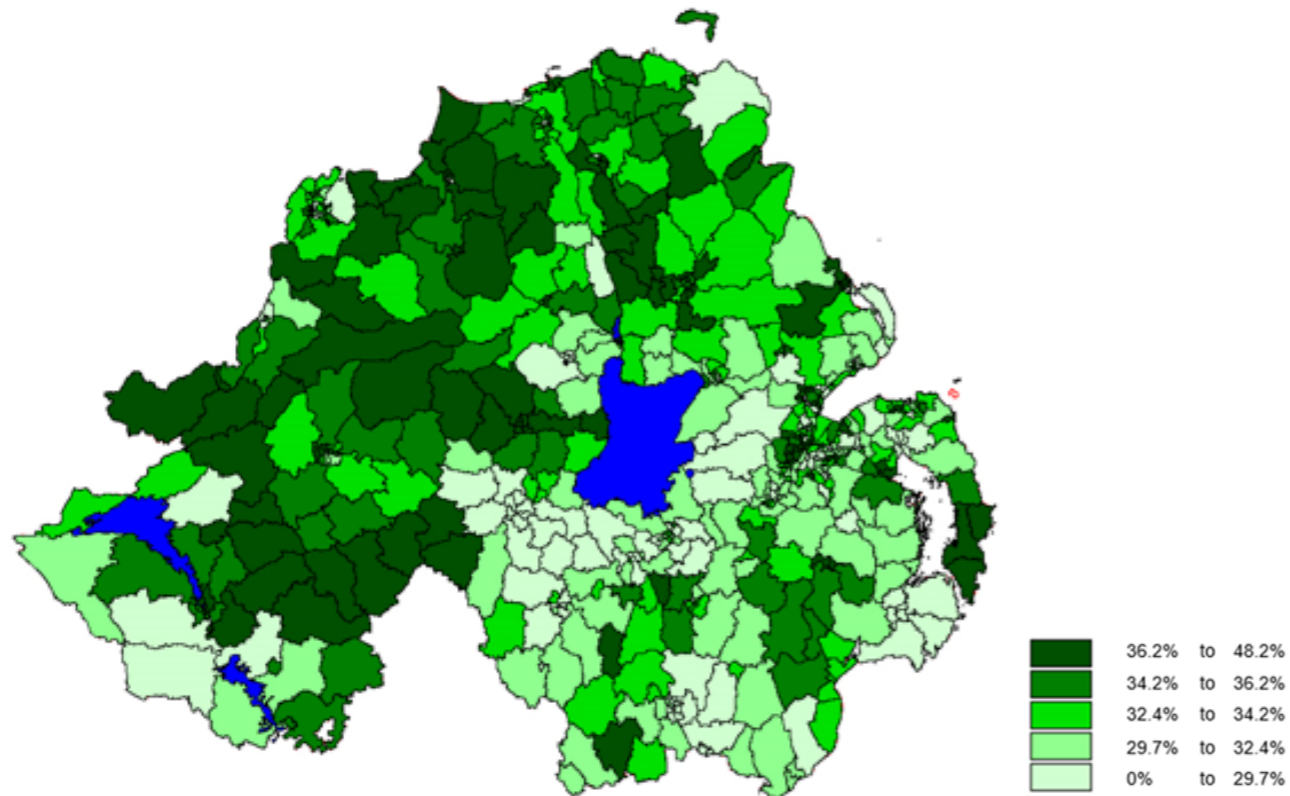 36.2% to 48.2%
34.2% to 36.2%
32.4% to 34.2%
29.7% to 32.4%
0% to 29.7%